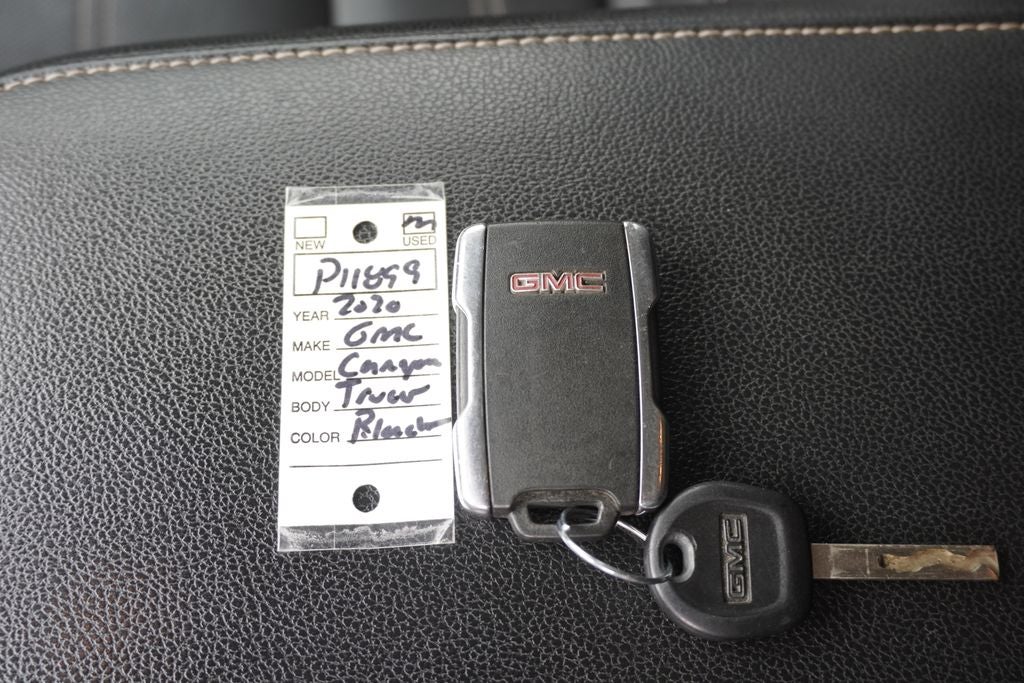 NEW USED
P11899
YEAR 2020
MAKE GMC
MODEL Canyon
BODY Truck
COLOR Black
GMC
GMC